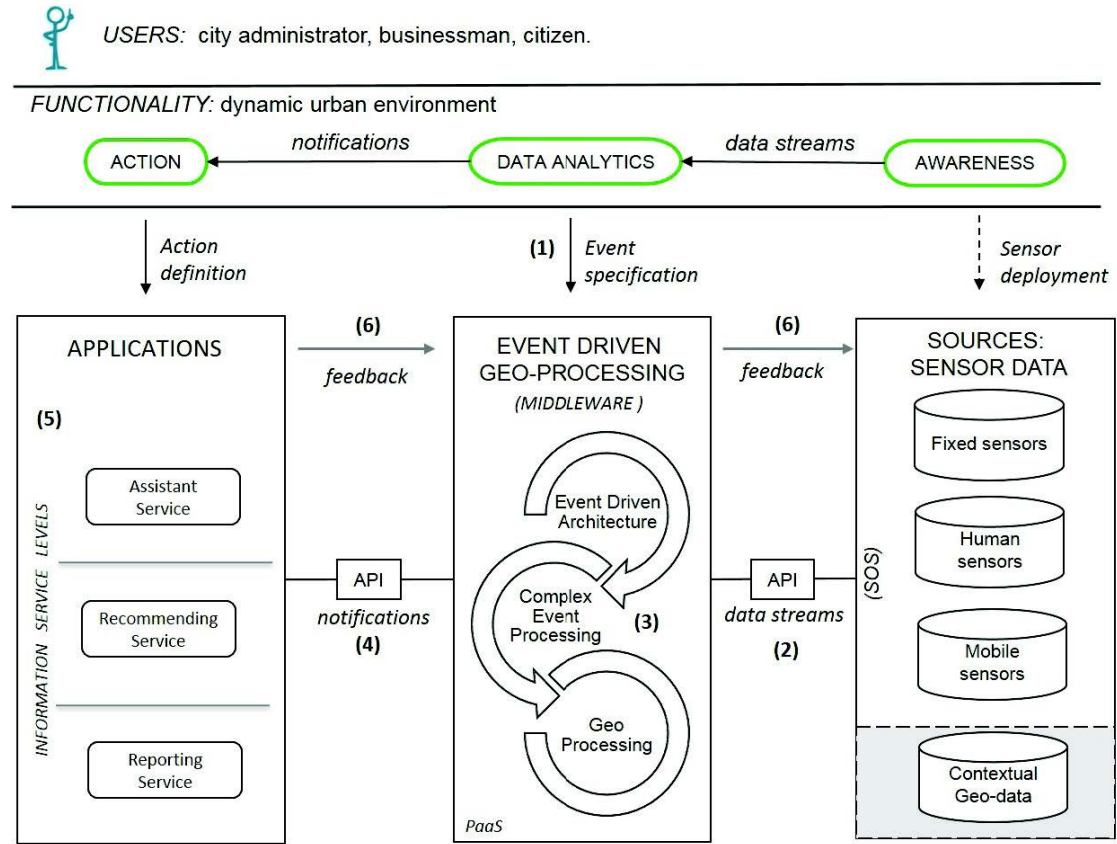 USERS: city administrator, businessman, citizen.
FUNCTIONALITY: dynamic urban environment
ACTION
notifications
DATA ANALYTICS
data streams
AWARENESS
Action
definition
(1)
Event
specification
Sensor
deployment
APPLICATIONS
(5)
INFORMATION SERVICE LEVELS
Assistant
Service
Recommending
Service
Reporting
Service
(6)
feedback
API
notifications
(4)
EVENT DRIVEN
GEO-PROCESSING
(MIDDLEWARE )
Event Driven
Architecture
Complex
Event
Processing
(3)
Geo
Processing
PaaS
(6)
feedback
API
data streams
(2)
SOURCES:
SENSOR DATA
(SOS)
Fixed sensors
Human
sensors
Mobile
sensors
Contextual
Geo-data